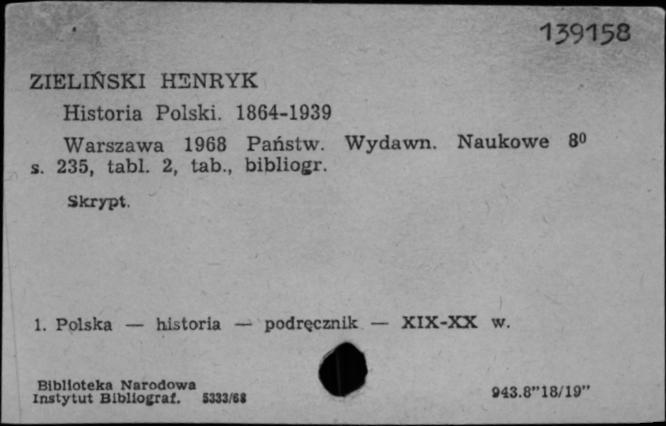 139158
ZIELIŃSKI HENRYK
Historia Polski. 1864-1939
Warszawa 1968 Państw. Wydawn. Naukowe 8⁰
s. 235, tabl. 2, tab., bibliogr.
Skrypt.
1. Polska — historia — podręcznik — XIX-XX w.
Biblioteka Narodowa
Instytut Bibliograf. 5333/68
943.8"18/19"